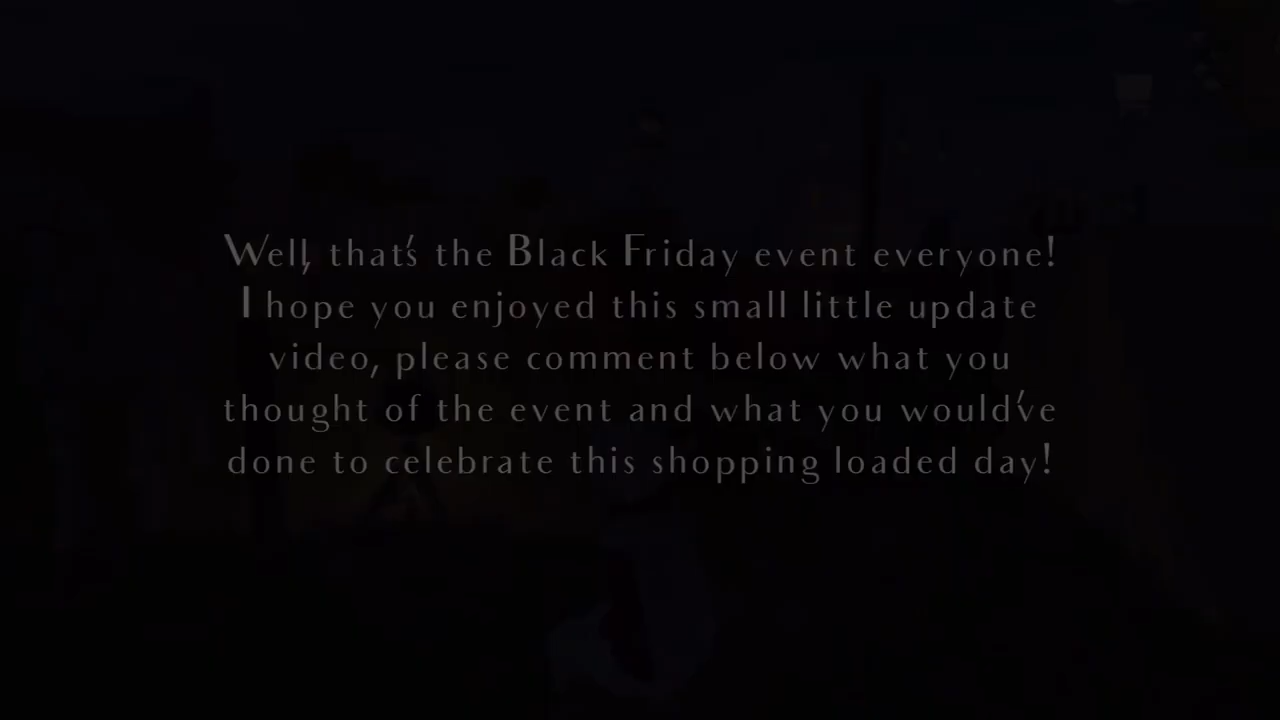 Well, that's the Black Friday event everyone!
I hope you enjoyed this small little update
video, please comment below what you
thought of the event and what you would've
done to celebrate this shopping loaded day!